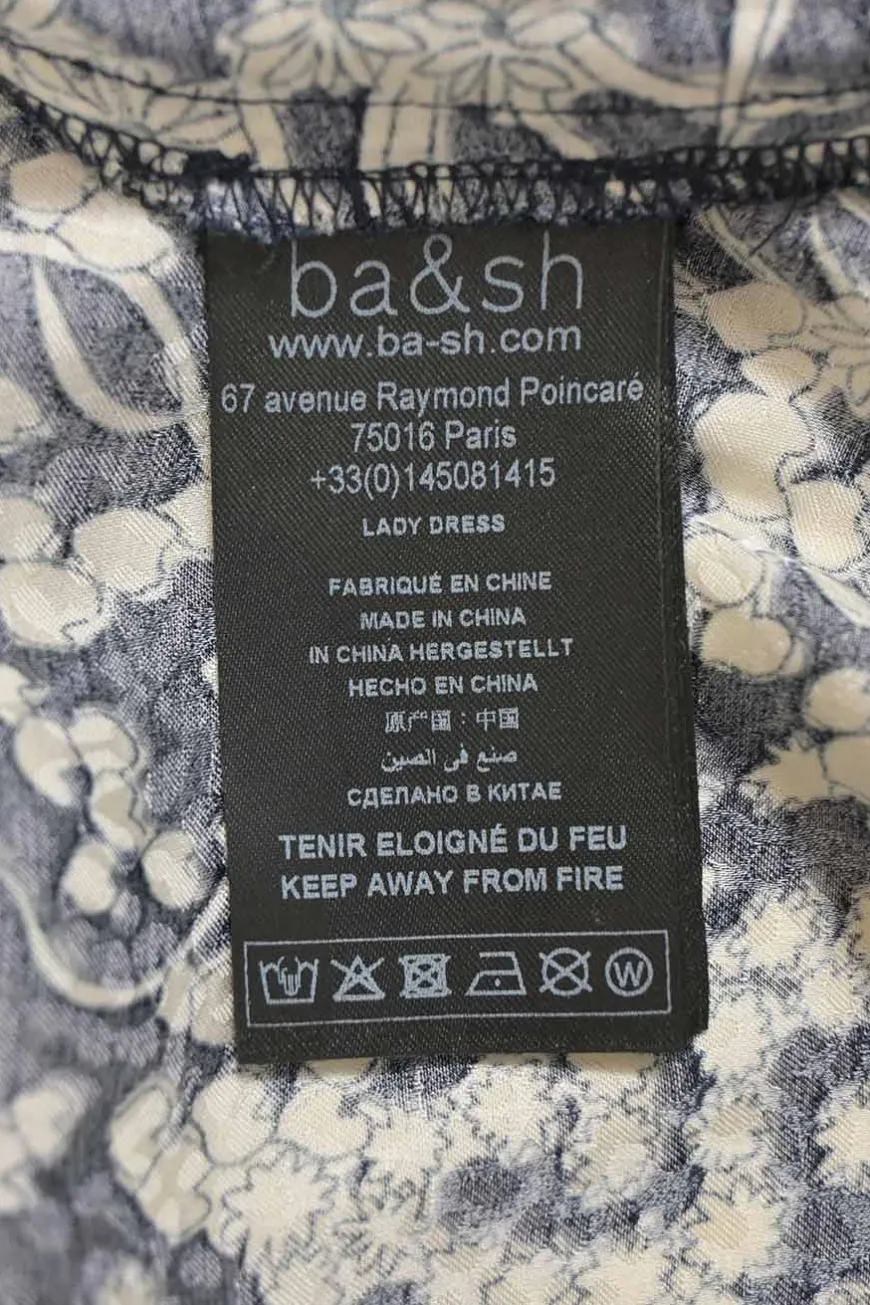 ba&sh
www.ba-sh.com
67 avenue Raymond Poincaré
75016 Paris
+33(0)145081415
LADY DRESS
FABRIQUÉ EN CHINE
MADE IN CHINA
IN CHINA HERGESTELLT
HECHO EN CHINA
原产国：中国
صنع في الصين
СДЕЛАНО В КИТАЕ
TENIR ELOIGNÉ DU FEU
KEEP AWAY FROM FIRE
W